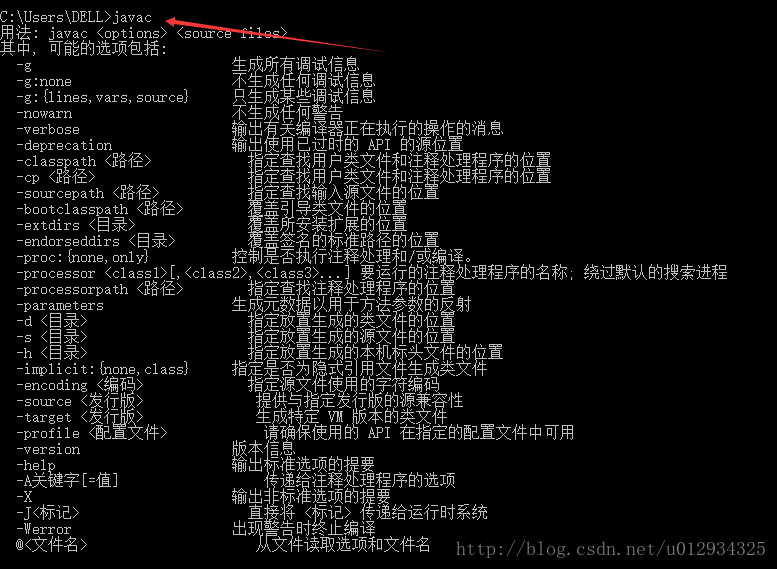 C:\Users\DELL>javac
用法: javac <options> <source files>
其中, 可能的选项包括:
-g 生成所有调试信息
-g:none 不生成任何调试信息
-g:{lines,vars,source} 只生成某些调试信息
-nowarn 不生成任何警告
-verbose 输出有关编译器正在执行的操作的消息
-deprecation 输出使用已过时的 API 的源位置
-classpath <路径> 指定查找用户类文件和注释处理程序的位置
-cp <路径> 指定查找用户类文件和注释处理程序的位置
-sourcepath <路径> 指定查找输入源文件的位置
-bootclasspath <路径> 覆盖引导类文件的位置
-extdirs <目录> 覆盖所安装扩展的位置
-endorseddirs <目录> 覆盖签名的标准路径的位置
-proc:{none,only} 控制是否执行注释处理和/或编译。
-processor <class1>[,<class2>,<class3>...] 要运行的注释处理程序的名称; 绕过默认的搜索进程
-processorpath <路径> 指定查找注释处理程序的位置
-parameters 生成元数据以用于方法参数的反射
-d <目录> 指定放置生成的类文件的位置
-s <目录> 指定放置生成的源文件的位置
-h <目录> 指定放置生成的本机标头文件的位置
-implicit:{none,class} 指定是否为隐式引用文件生成类文件
-encoding <编码> 指定源文件使用的字符编码
-source <发行版> 提供与指定发行版的源兼容性
-target <发行版> 生成特定 VM 版本的类文件
-profile <配置文件> 请确保使用的 API 在指定的配置文件中可用
-version 版本信息
-help 输出标准选项的提要
-A关键字[=值] 传递给注释处理程序的选项
-X 输出非标准选项的提要
-J<标记> 直接将 <标记> 传递给运行时系统
-Werror 出现警告时终止编译
@<文件名> 从文件读取选项和文件名
http://blog.csdn.net/u012934325